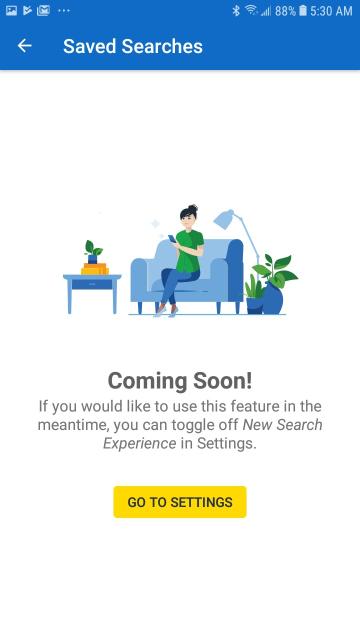 88% 5:30 AM
Saved Searches
Coming Soon!
If you would like to use this feature in the
meantime, you can toggle off New Search
Experience in Settings.
GO TO SETTINGS